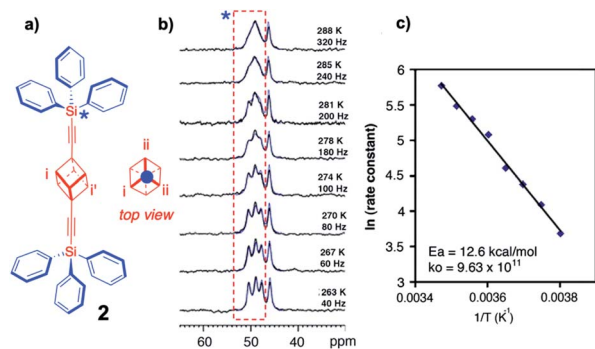 a)
Si
*
i
i'
Si
2
ii
i
ii
top view
b)
*
288 K
320 Hz
285 K
240 Hz
281 K
200 Hz
278 K
180 Hz
274 K
100 Hz
270 K
80 Hz
267 K
60 Hz
263 K
40 Hz
60
40
ppm
c)
ln (rate constant)
6
5.5
5
4.5
4
3.5
3
Ea = 12.6 kcal/mol
ko = 9.63 x 10¹¹
0.0034
0.0036
0.0038
1/T (K⁻¹)